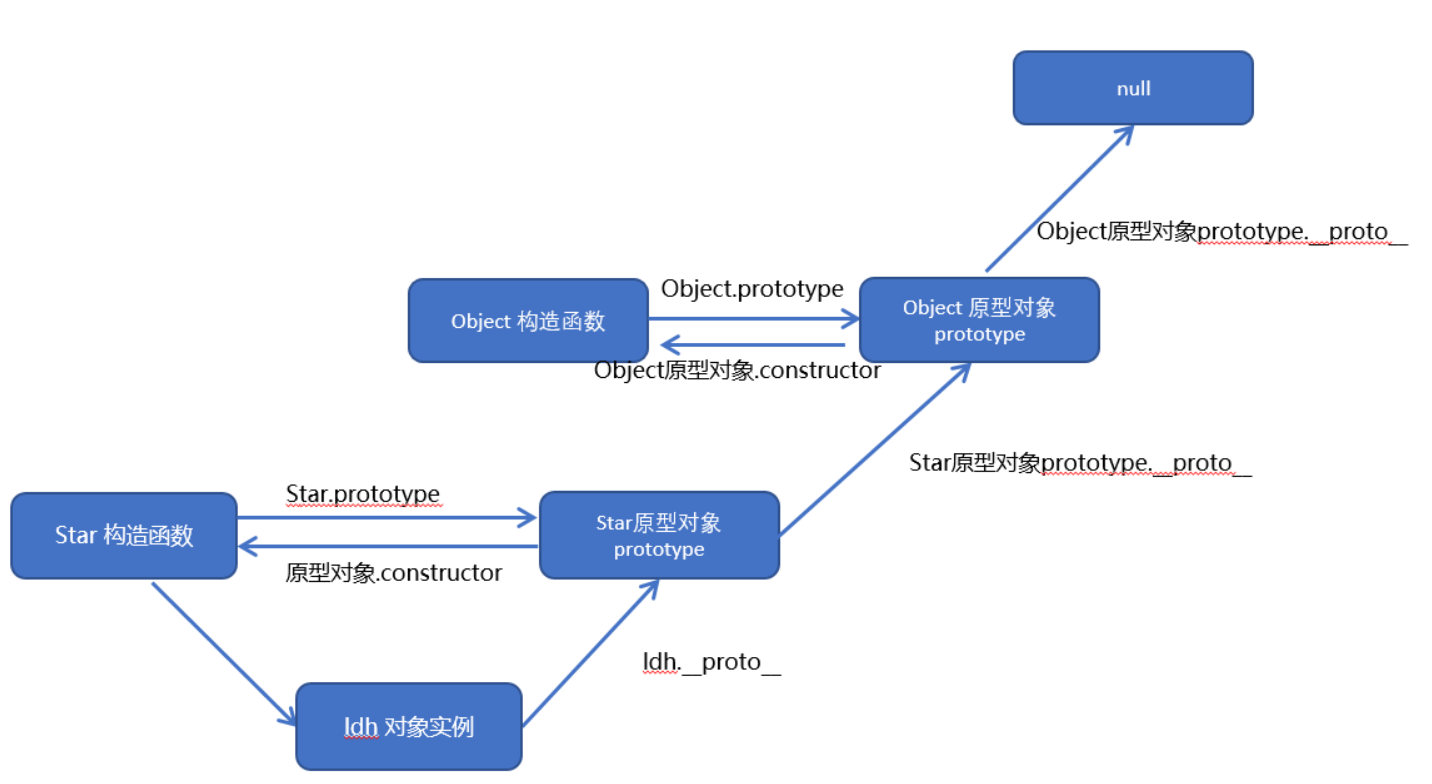 null
Object原型对象prototype.__proto__
Object 构造函数
Object.prototype
Object 原型对象
prototype
Object原型对象.constructor
Star原型对象prototype.__proto__
Star 构造函数
Star.prototype
Star原型对象
prototype
原型对象.constructor
ldh.__proto__
ldh 对象实例